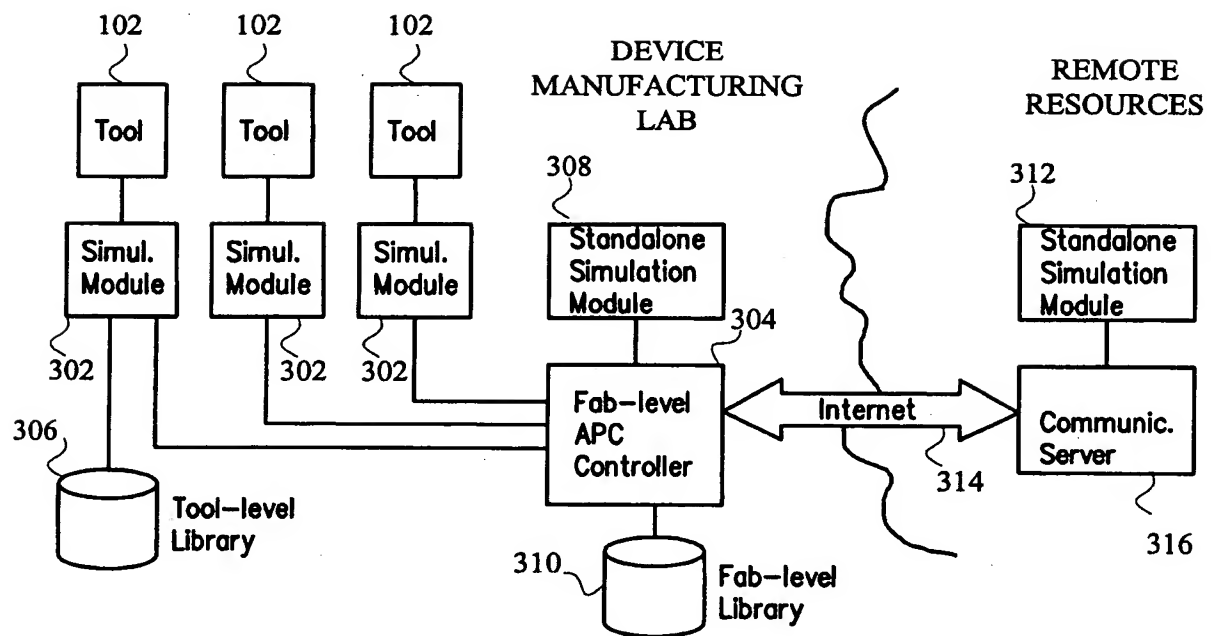 102
102
102
DEVICE
MANUFACTURING
LAB
REMOTE
RESOURCES
Tool
Tool
Tool
308
312
Simul.
Module
Simul.
Module
Simul.
Module
Standalone
Simulation
Module
Standalone
Simulation
Module
302
302
302
304
Fab-level
APC
Controller
Internet
314
Communic.
Server
316
306
Tool-level
Library
310
Fab-level
Library